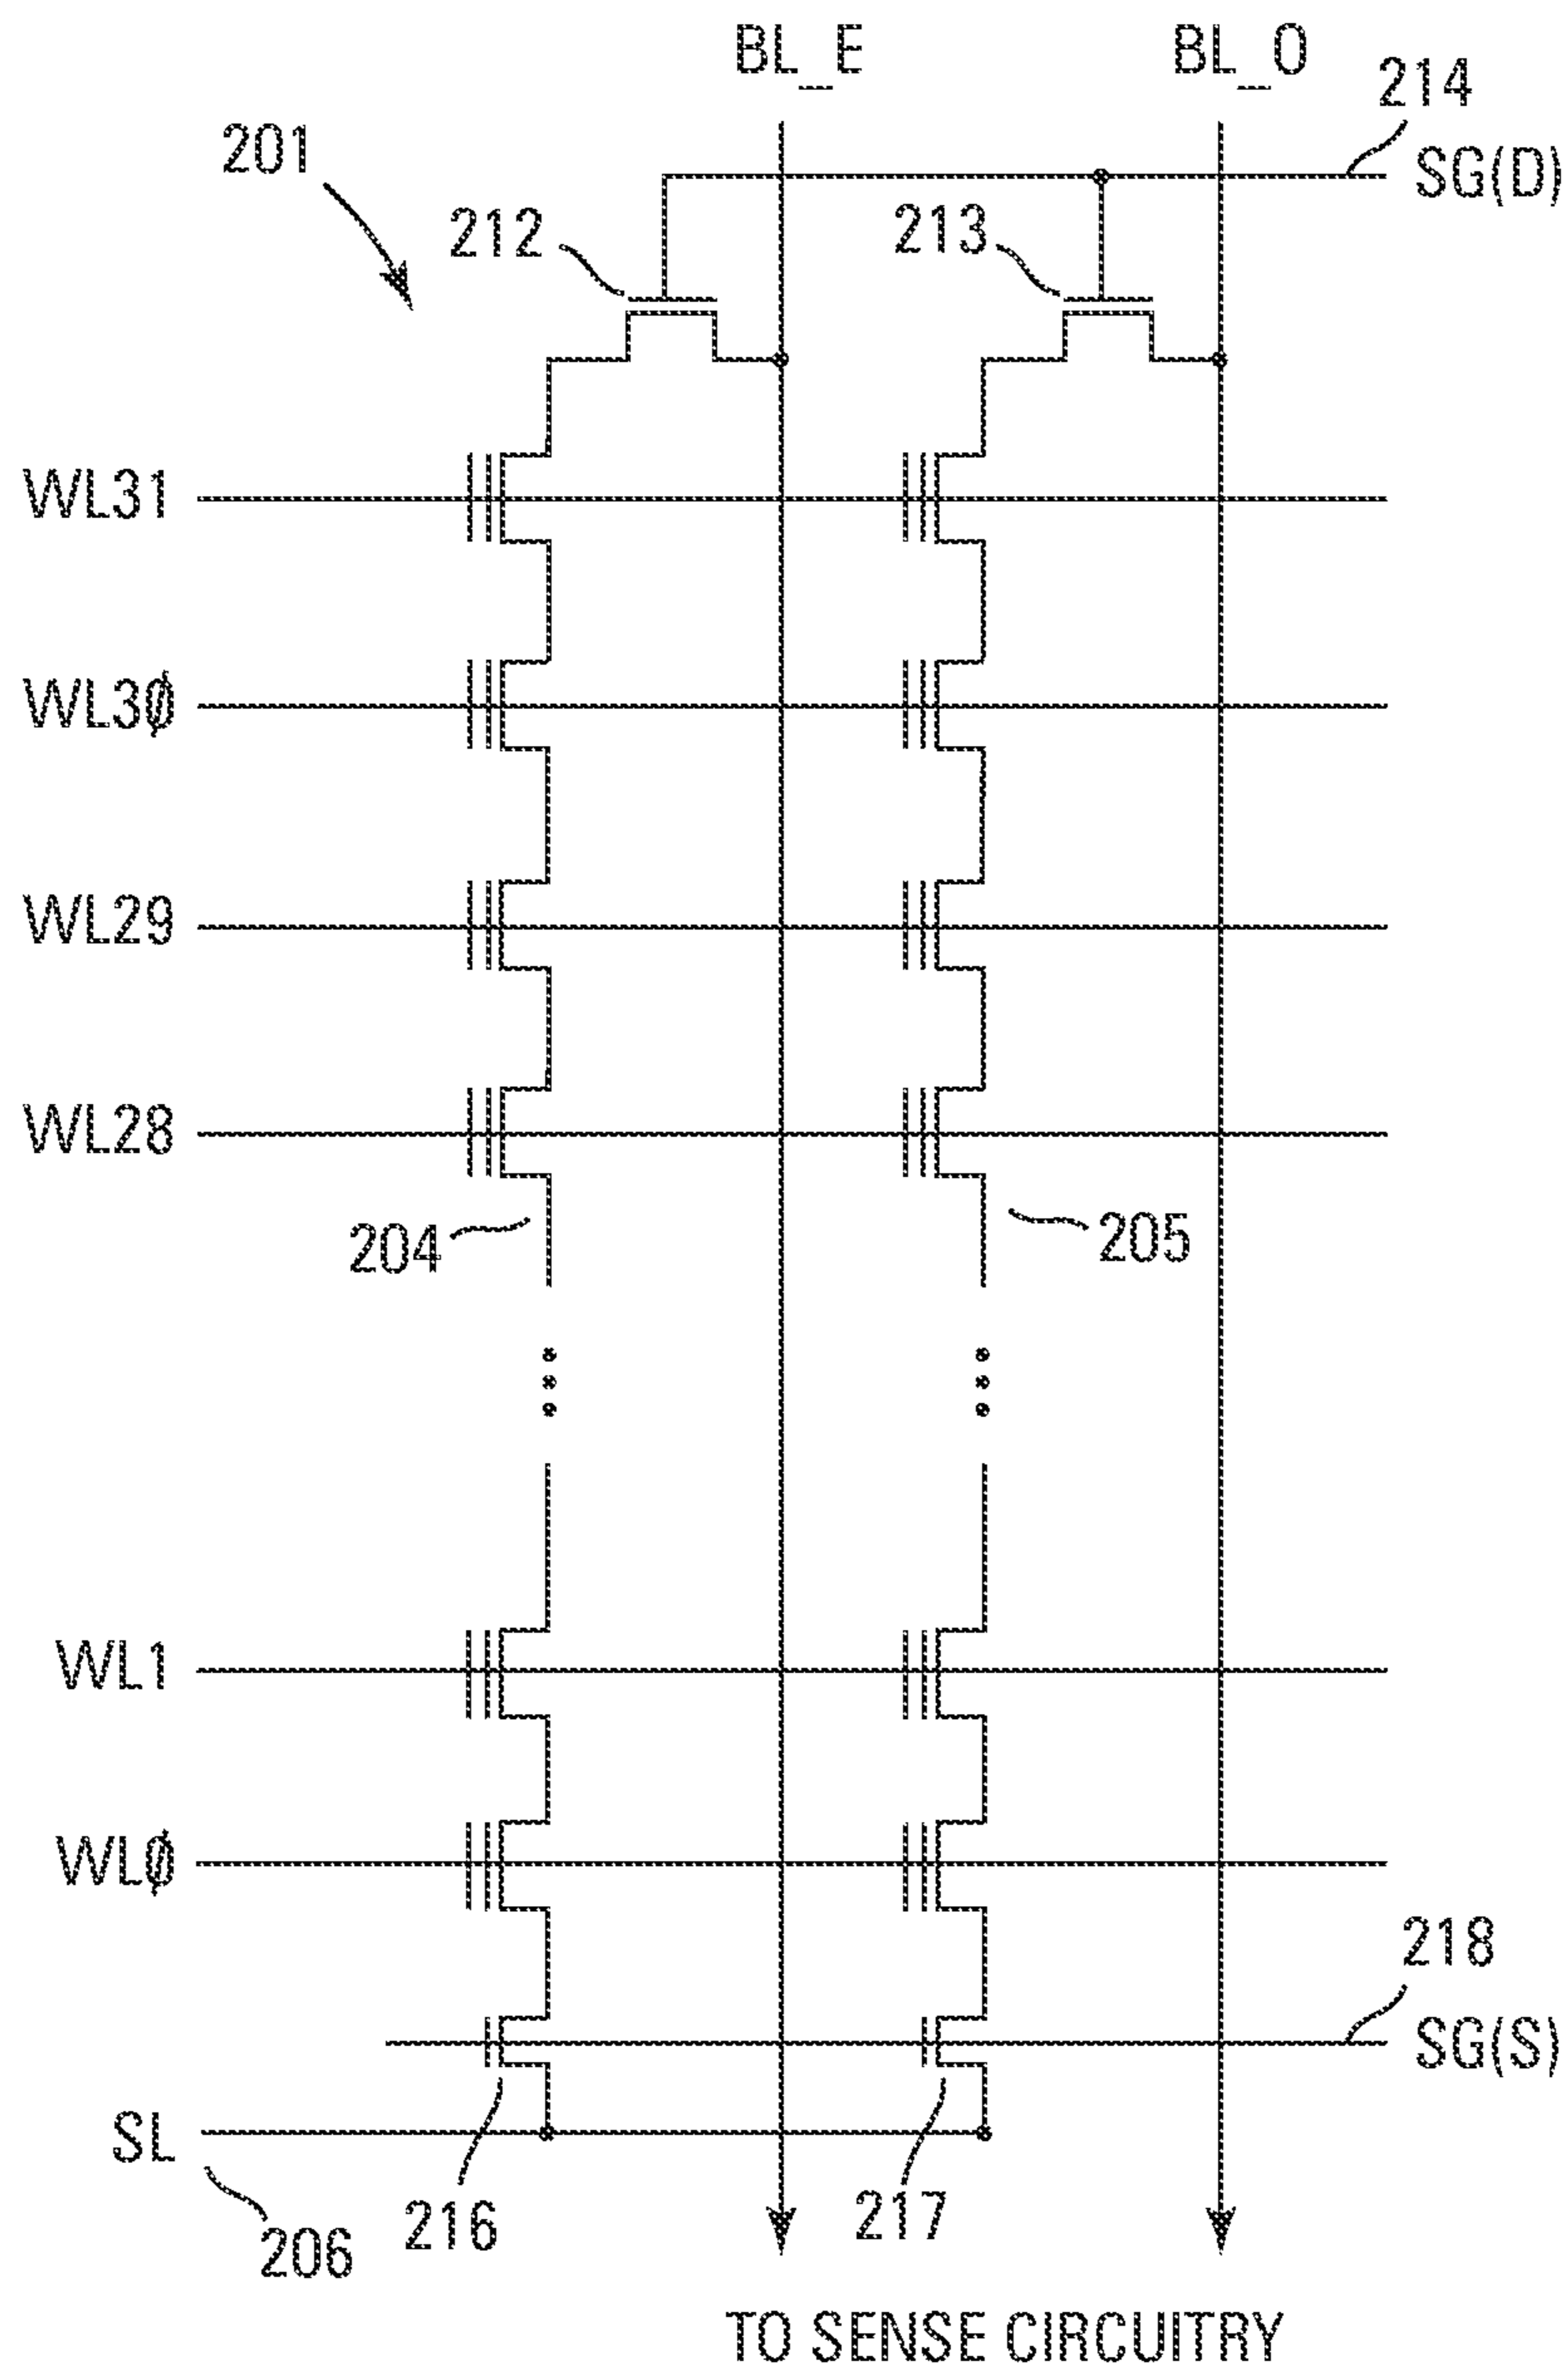 BL_E
BL_O
214
201
SG(D)
212
213
WL31
WL3Ø
WL29
WL28
204
205
WL1
WLØ
218
SG(S)
SL
216
217
206
TO SENSE CIRCUITRY